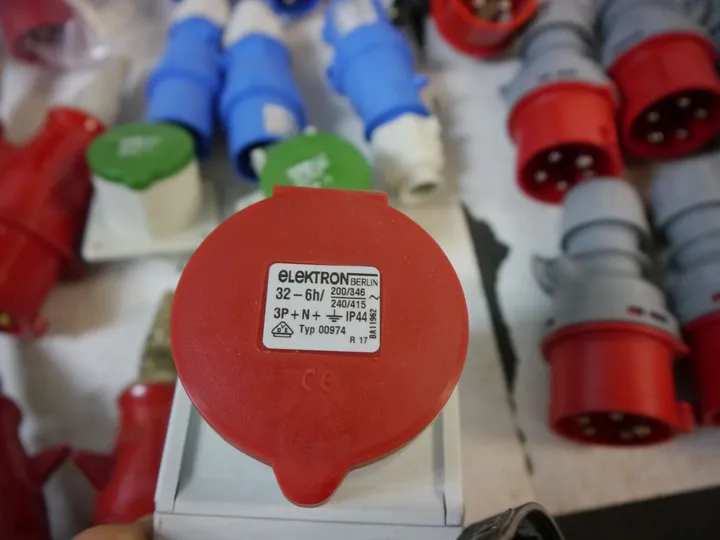 eLeKTRON BERLIN
32 – 6h/ 200/346 ~
240/415
3P + N + ⏚ IP44
Typ 00974
R 17
BA11962
CE